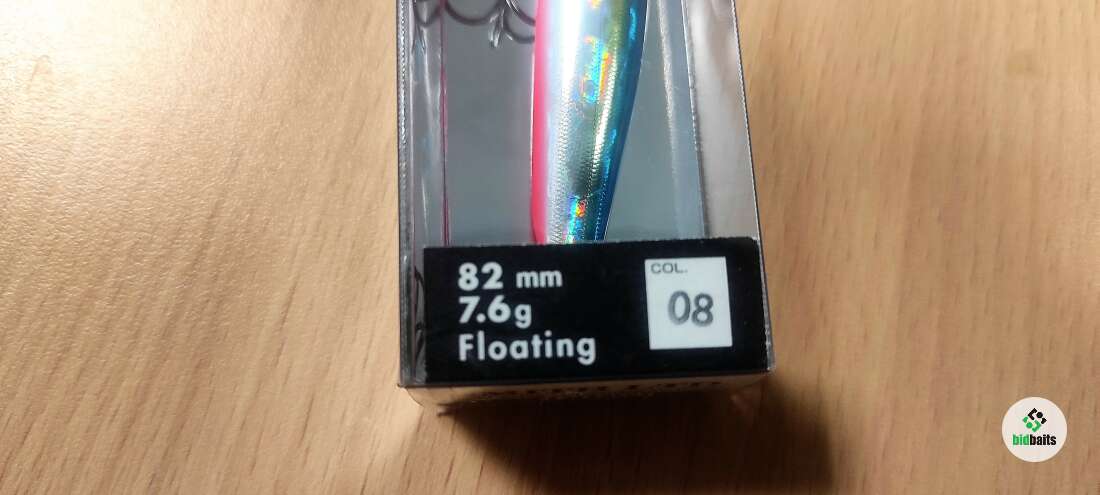 82 mm
7.6g
Floating
COL.
08
bidbaits